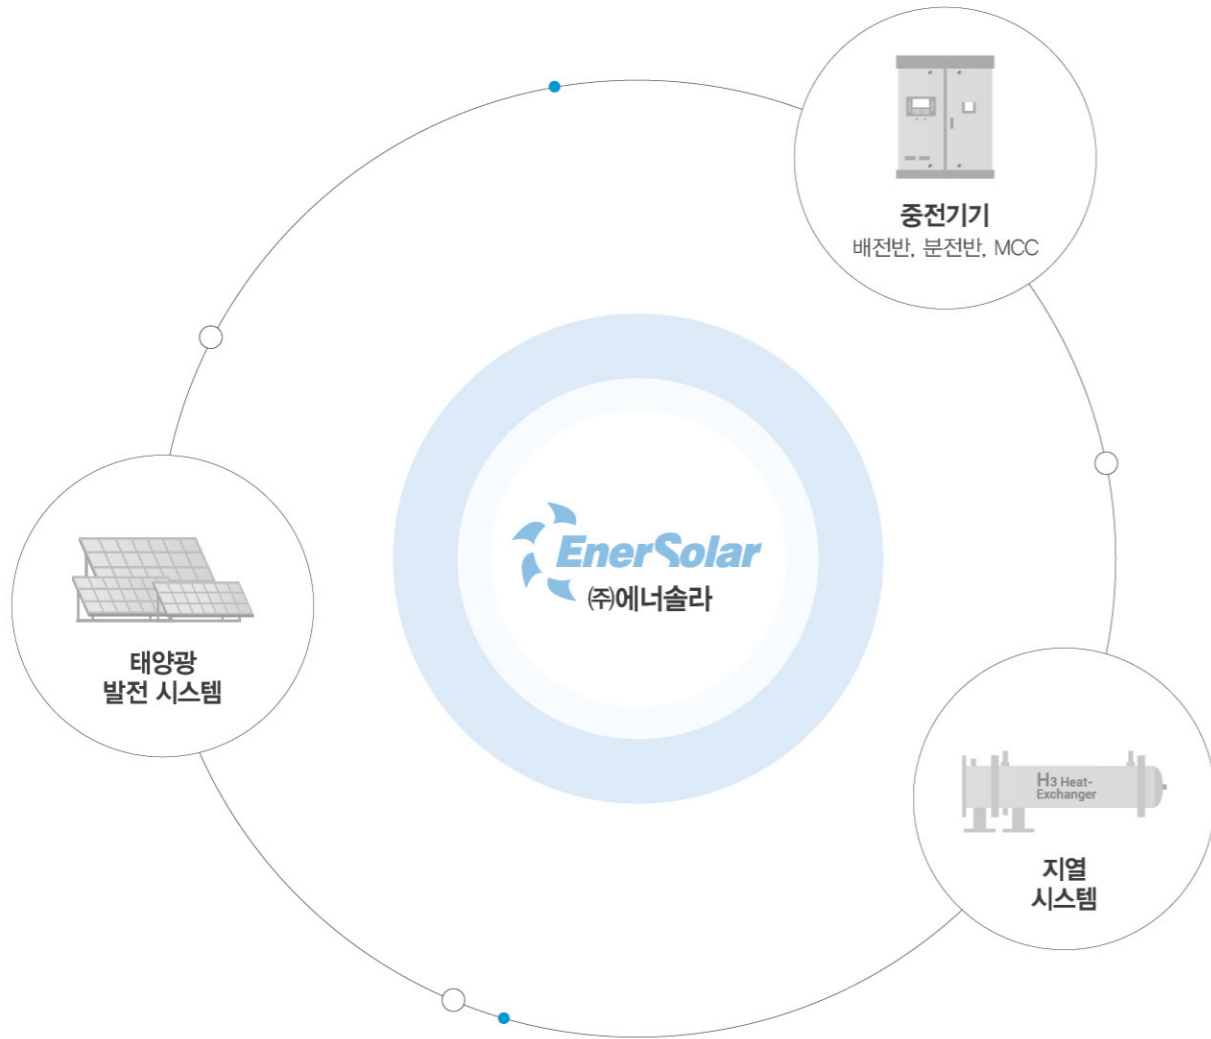 중전기기
배전반, 분전반, MCC
EnerSolar
㈜에너솔라
태양광
발전 시스템
H3 Heat-
Exchanger
지열
시스템